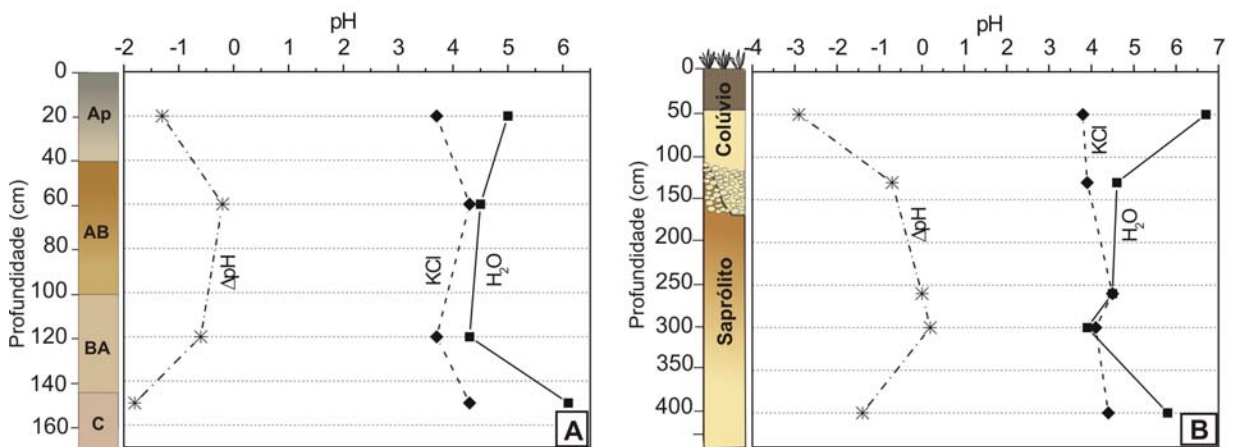 pH
-2 -1 0 1 2 3 4 5 6
Profundidade (cm)
0
20
40
60
80
100
120
140
160
Ap
AB
BA
C
ΔpH
KCl
H₂O
A
pH
-4 -3 -2 -1 0 1 2 3 4 5 6 7
Profundidade (cm)
0
50
100
150
200
250
300
350
400
Colúvio
Saprólito
ΔpH
KCl
H₂O
B